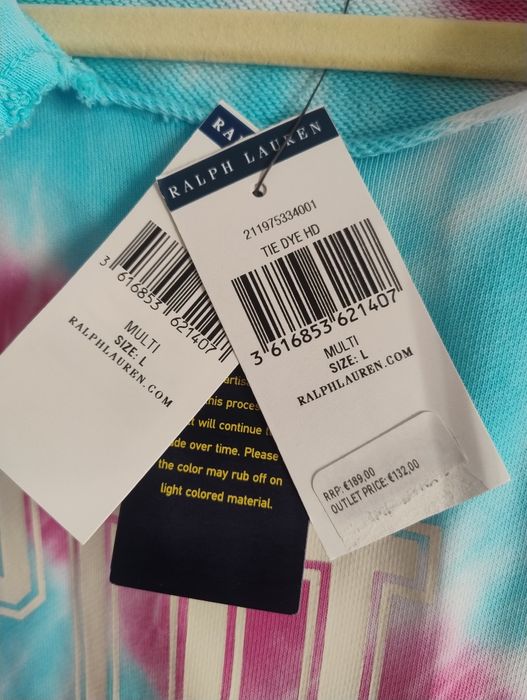 RALPH LAUREN
211975334001
TIE DYE HD
3 616853 621407
MULTI
SIZE: L
RALPHLAUREN.COM
RRP: €189,00
OUTLET PRICE: €132,00
RA
3 616853 621407
MULTI
SIZE: L
RALPHLAUREN.COM
this proces
will continue
de over time. Please
the color may rub off on
light colored material.